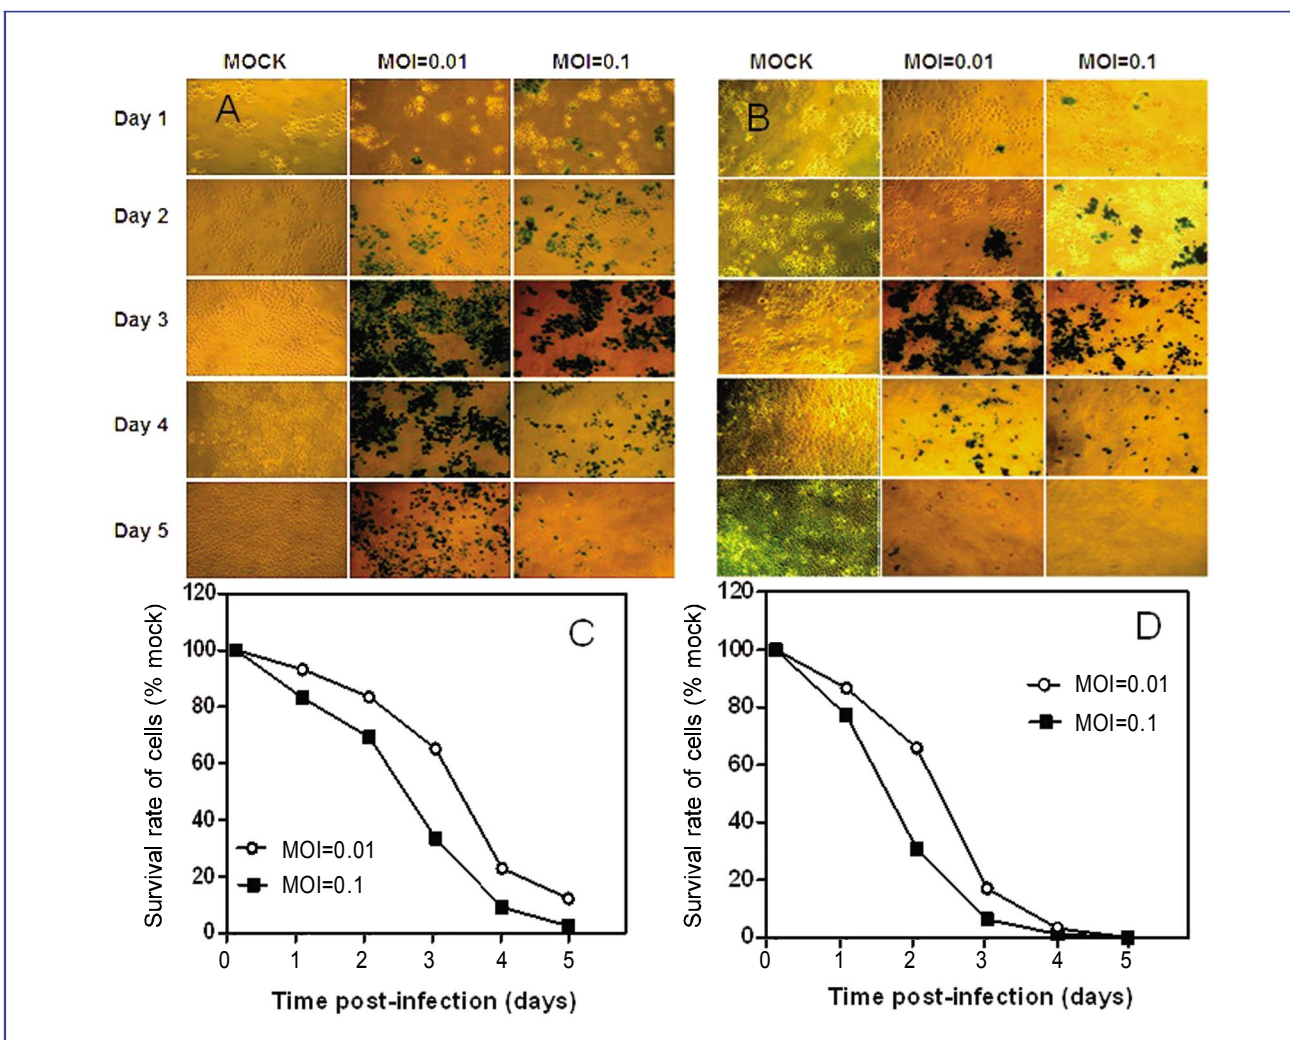 MOCK MOI=0.01 MOI=0.1 MOCK MOI=0.01 MOI=0.1
A
B
Day 1
Day 2
Day 3
Day 4
Day 5
C
Survival rate of cells (% mock)
120
100
80
60
40
20
0
MOI=0.01
MOI=0.1
0 1 2 3 4 5
Time post-infection (days)
D
Survival rate of cells (% mock)
120
100
80
60
40
20
0
MOI=0.01
MOI=0.1
0 1 2 3 4 5
Time post-infection (days)